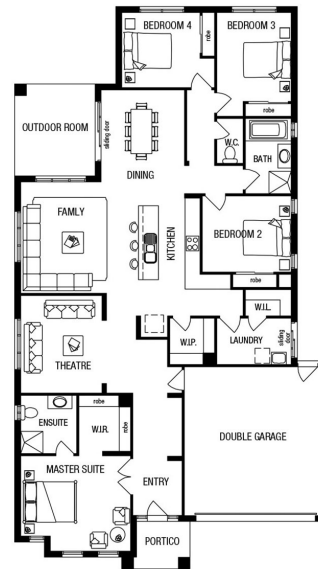 BEDROOM 4
robe
BEDROOM 3
robe
OUTDOOR ROOM
sliding door
DINING
W.C.
BATH
FAMLY
KITCHEN
BEDROOM 2
robe
W.I.L.
W.I.P.
LAUNDRY
sliding
door
THEATRE
robe
ENSUITE
W.I.R.
robe
DOUBLE GARAGE
MASTER SUITE
ENTRY
PORTICO